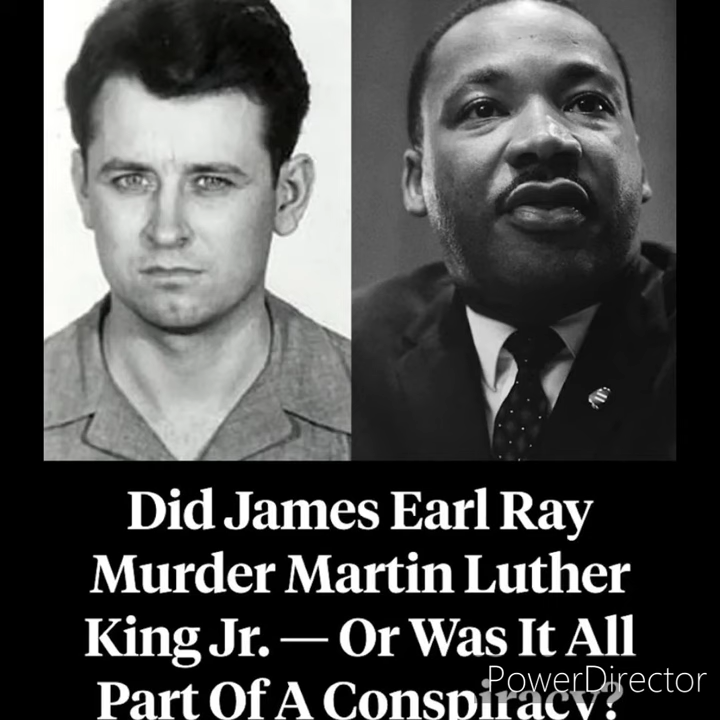 Did James Earl Ray
Murder Martin Luther
King Jr. — Or Was It All
PowerDirector
Part Of A Conspiracy?